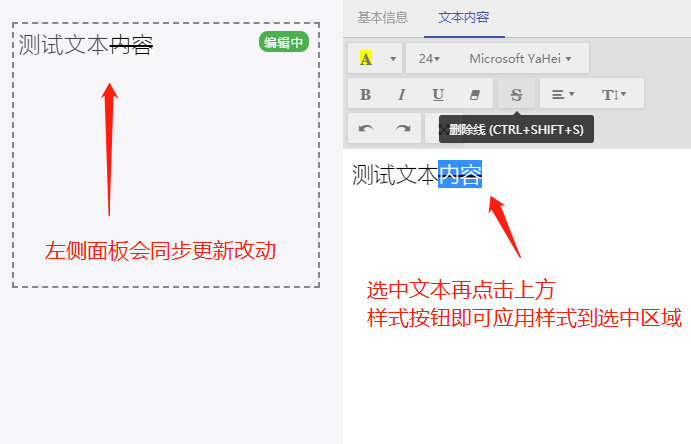 测试文本内容
编辑中
左侧面板会同步更新改动
基本信息
文本内容
A
24
Microsoft YaHei
B I U S
T
删除线 (CTRL+SHIFT+S)
测试文本内容
选中文本再点击上方
样式按钮即可应用样式到选中区域